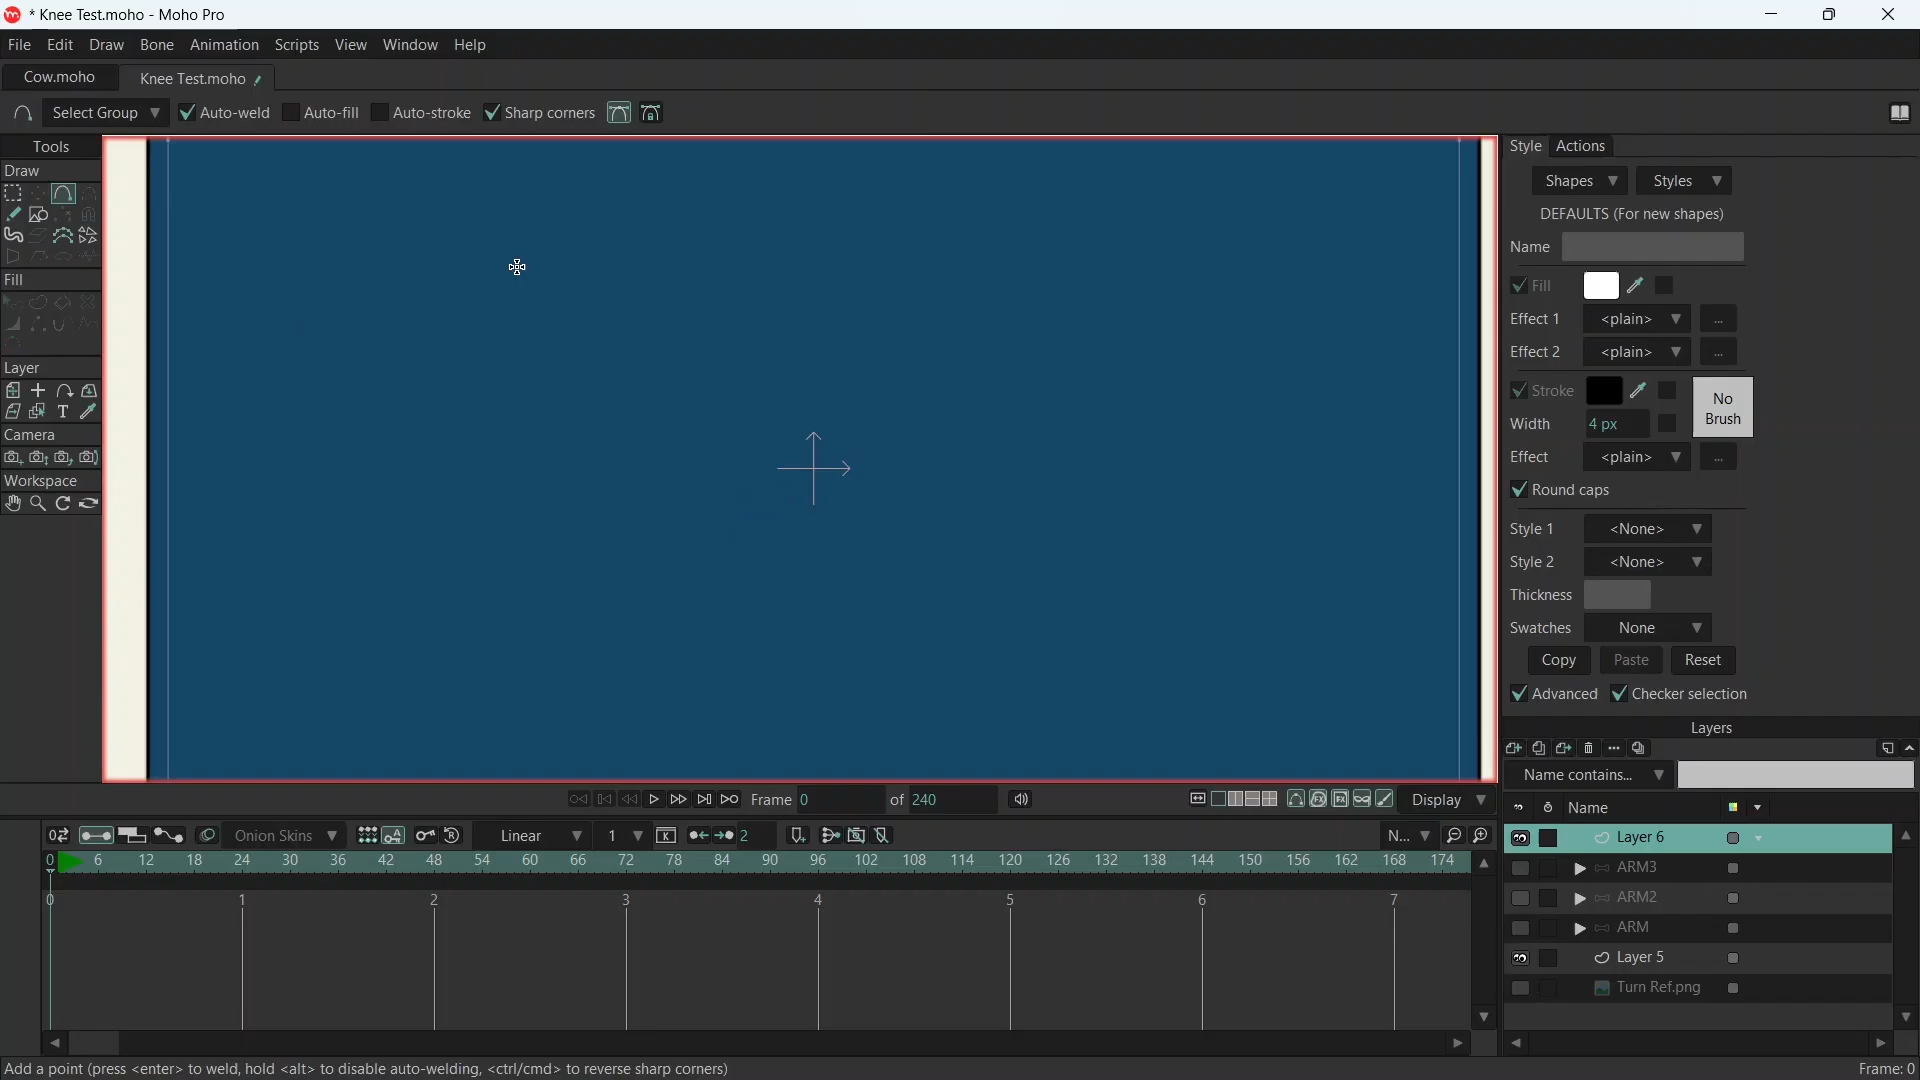 * Knee Test.moho - Moho Pro
File Edit Draw Bone Animation Scripts View Window Help
Cow.moho Knee Test.moho
Select Group Auto-weld Auto-fill Auto-stroke Sharp corners
Tools
Draw
Fill
Layer
T
Camera
Workspace
Style Actions
Shapes Styles
DEFAULTS (For new shapes)
Name
Fill
Effect 1 <plain> ...
Effect 2 <plain> ...
Stroke No Brush
Width 4 px
Effect <plain> ...
Round caps
Style 1 <None>
Style 2 <None>
Thickness
Swatches None
Copy Paste Reset
Advanced Checker selection
Layers
Name contains...
Name
Layer 6
ARM3
ARM2
ARM
Layer 5
Turn Ref.png
Frame 0 of 240 Display
Onion Skins Linear 1 K 2 N...
0 6 12 18 24 30 36 42 48 54 60 66 72 78 84 90 96 102 108 114 120 126 132 138 144 150 156 162 168 174
0 1 2 3 4 5 6 7
Add a point (press <enter> to weld, hold <alt> to disable auto-welding, <ctrl/cmd> to reverse sharp corners) Frame: 0